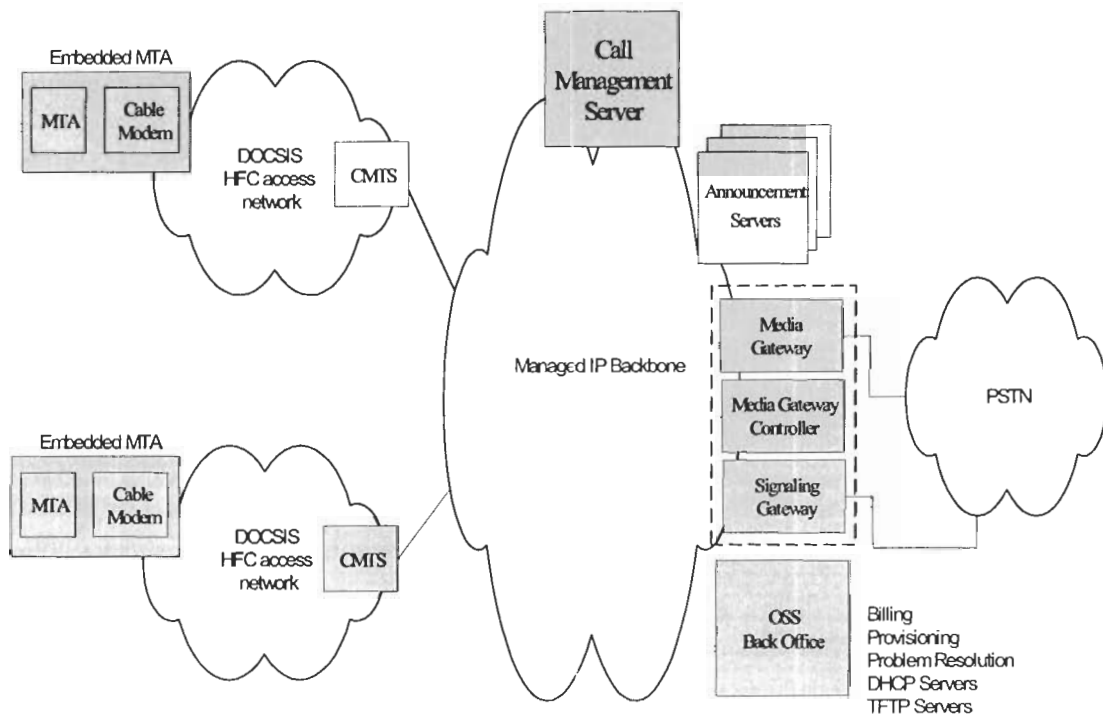 Embedded MTA
MTA
Cable
Modem
DOCSIS
HFC access
network
CMTS
Call
Management
Server
Announcement
Servers
Managed IP Backbone
Media
Gateway
Media Gateway
Controller
Signaling
Gateway
PSTN
Embedded MTA
MTA
Cable
Modem
DOCSIS
HFC access
network
CMTS
OSS
Back Office
Billing
Provisioning
Problem Resolution
DHCP Servers
TFTP Servers